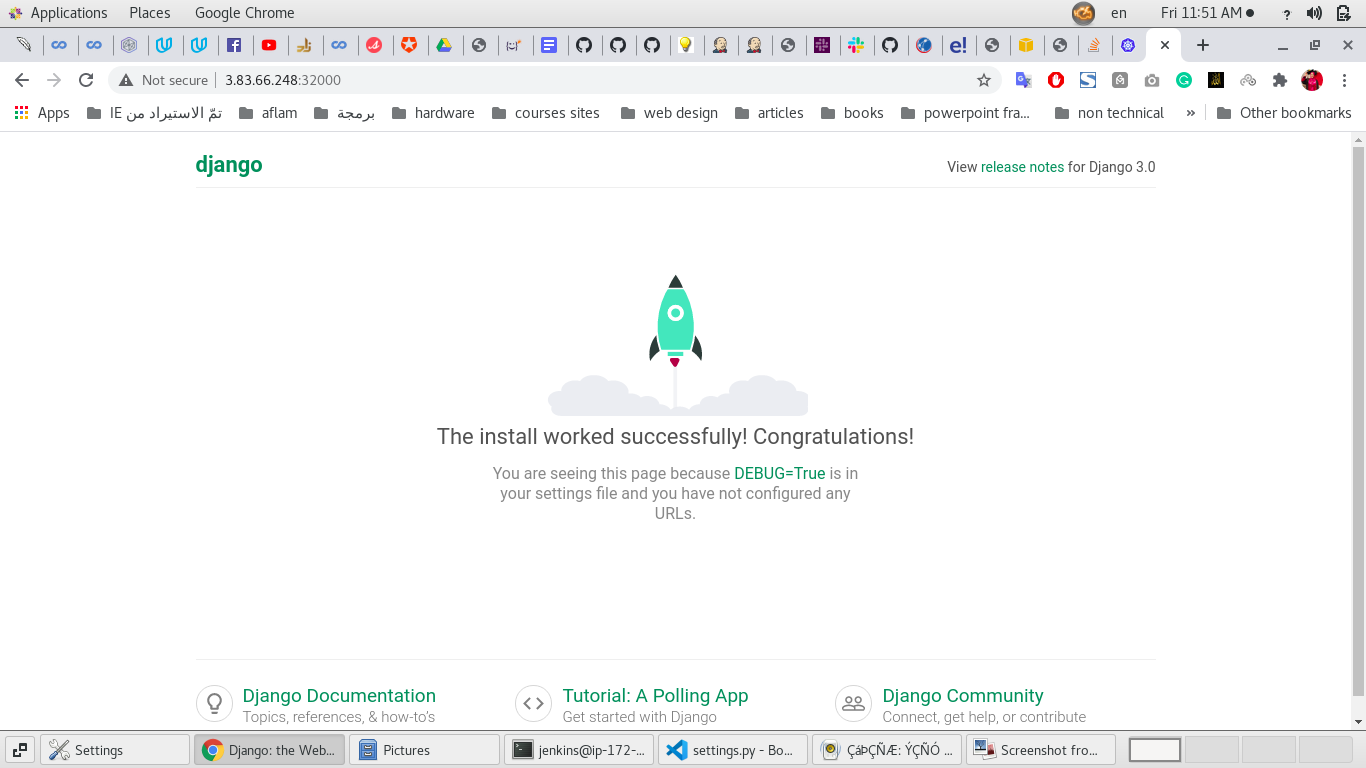 Applications Places Google Chrome en Fri 11:51 AM ?
Not secure 3.83.66.248:32000
Apps تمّ الاستيراد من IE aflam برمجة hardware courses sites web design articles books powerpoint fra... non technical » Other bookmarks
django
View release notes for Django 3.0
The install worked successfully! Congratulations!
You are seeing this page because DEBUG=True is in
your settings file and you have not configured any
URLs.
Django Documentation
Topics, references, & how-to's
Tutorial: A Polling App
Get started with Django
Django Community
Connect, get help, or contribute
Settings Django: the Web... Pictures jenkins@ip-172-... settings.py - Bo... ÇáÞÇÑÆ: ÝÇÑÓ ... Screenshot fro...